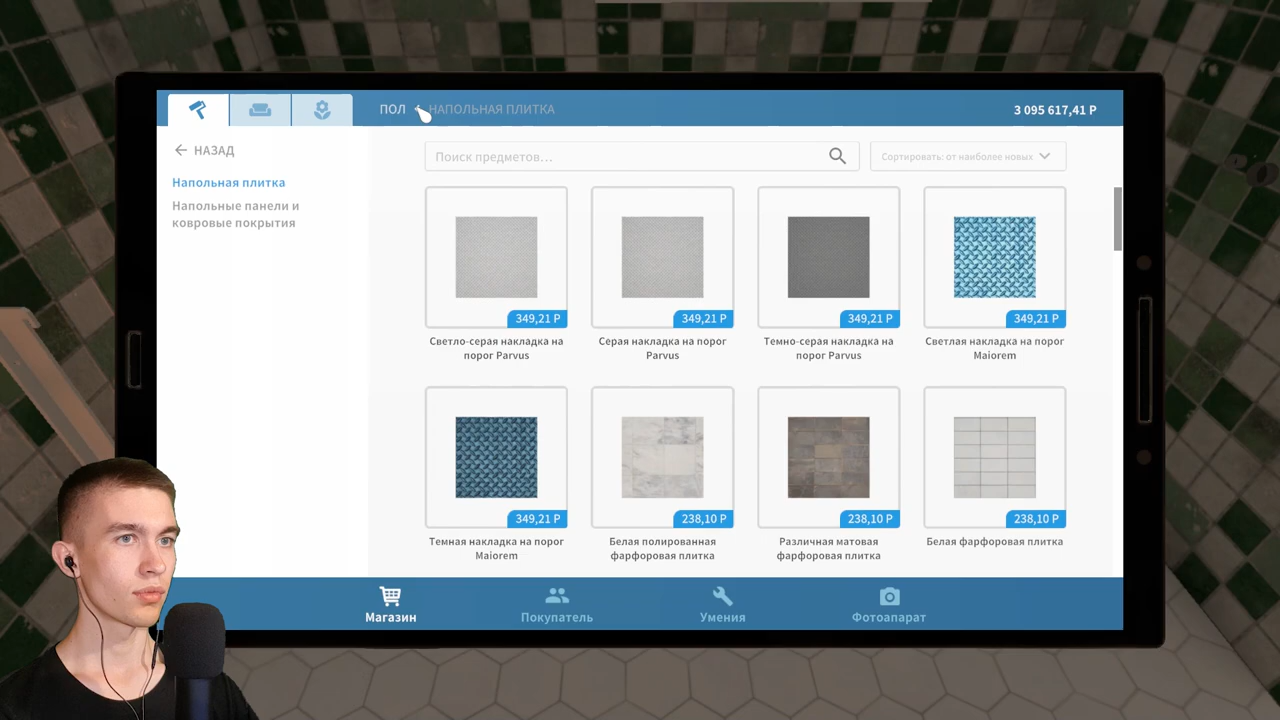 ПОЛ
НАПОЛЬНАЯ ПЛИТКА
3 095 617,41 Р
НАЗАД
Поиск предметов...
Сортировать: от наиболее новых
Напольная плитка
Напольные панели и
ковровые покрытия
349,21 Р
349,21 Р
349,21 Р
349,21 Р
Светло-серая накладка на
порог Parvus
Серая накладка на порог
Parvus
Темно-серая накладка на
порог Parvus
Светлая накладка на порог
Maiorem
349,21 Р
238,10 Р
238,10 Р
238,10 Р
Темная накладка на порог
Maiorem
Белая полированная
фарфоровая плитка
Различная матовая
фарфоровая плитка
Белая фарфоровая плитка
Магазин
Покупатель
Умения
Фотоаппарат